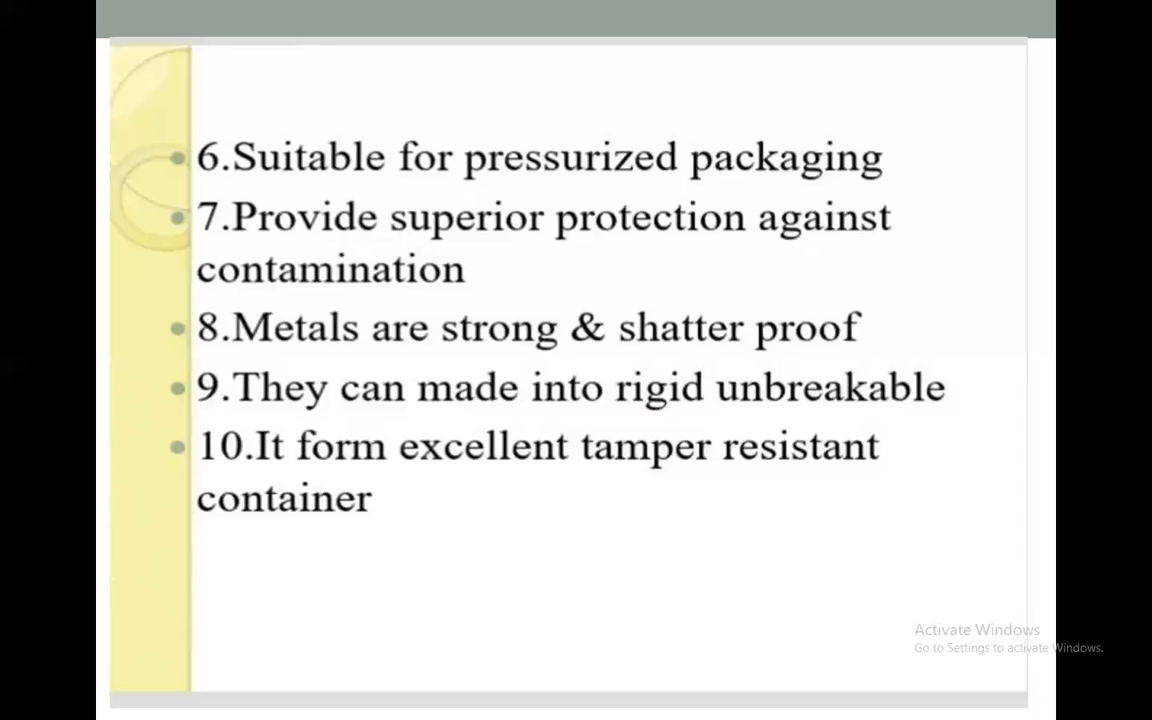 6.Suitable for pressurized packaging
7.Provide superior protection against
contamination
8.Metals are strong & shatter proof
9.They can made into rigid unbreakable
10.It form excellent tamper resistant
container
Activate Windows
Go to Settings to activate Windows.